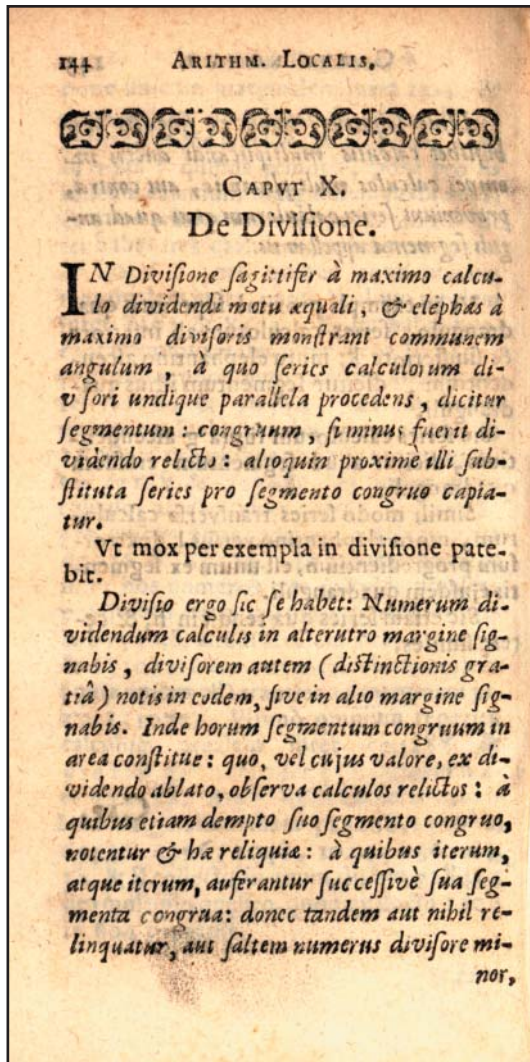 144 ARITHM. LOCALIS.
CAPVT X.
De Diviſione.
IN Diviſione ſagittifer à maximo calcu-
lo dividendi motu æquali, & elephas à
maximo diviſoris monſtrant communem
angulum, à quo ſeries calculorum di-
v ſori undique parallela procedens, dicitur
ſegmentum: congruum, ſi minus fuerit di-
videndo relicto: alioquin proximè illi ſub-
ſtituta ſeries pro ſegmento congruo capia-
tur.
Vt mox per exempla in diviſione pate-
bit.
Diviſio ergo ſic ſe habet: Numerum di-
videndum calculis in alterutro margine ſig-
nabis, diviſorem autem (diſtinctionis gra-
tiâ) notis in eodem, ſive in alio margine ſig-
nabis. Inde horum ſegmentum congruum in
area conſtitue: quo, vel cujus valore, ex di-
videndo ablato, obſerva calculos relictos: à
quibus etiam dempto ſuo ſegmento congruo,
notentur & hæ reliquiæ: à quibus iterum,
atque iterum, auferantur ſucceſſivè ſua ſeg-
menta congrua: donec tandem aut nihil re-
linquatur, aut ſaltem numerus diviſore mi-
nor,